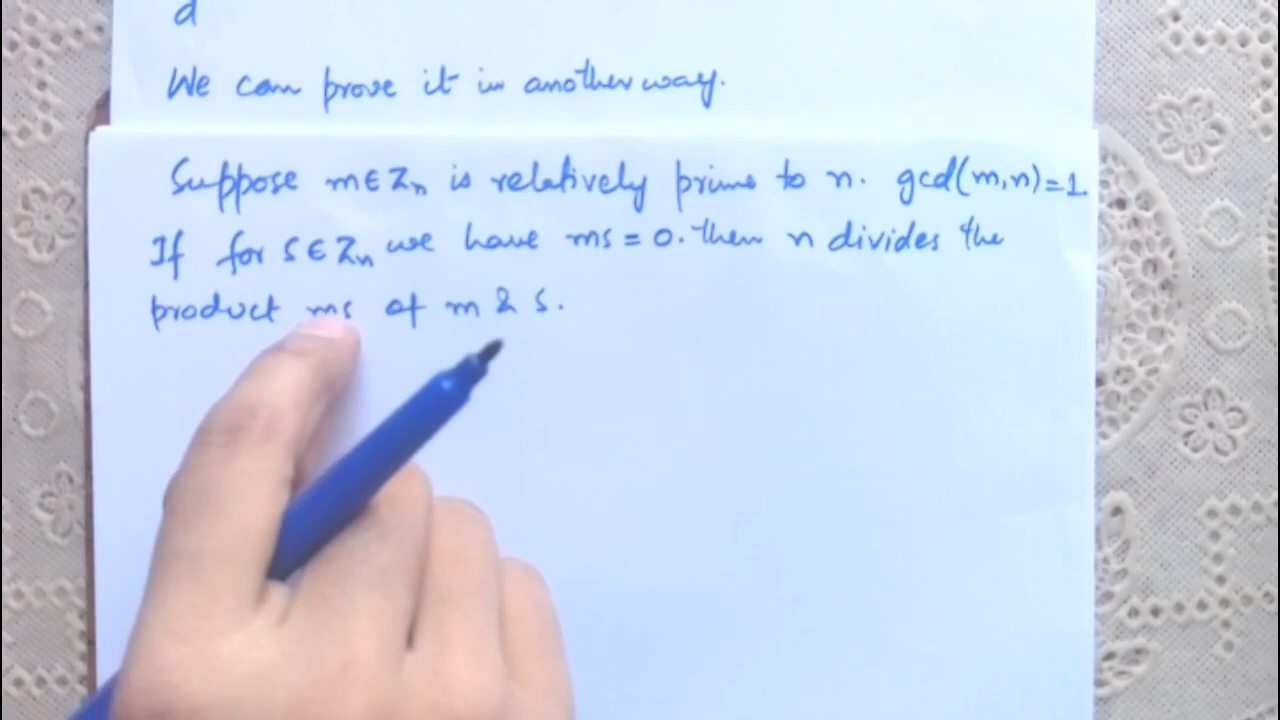 d
We can prove it in another way.
Suppose m∈Zn is relatively prime to n. gcd(m,n)=1.
If for s∈Zn we have ms=0. then n divides the
product ms of m & s.